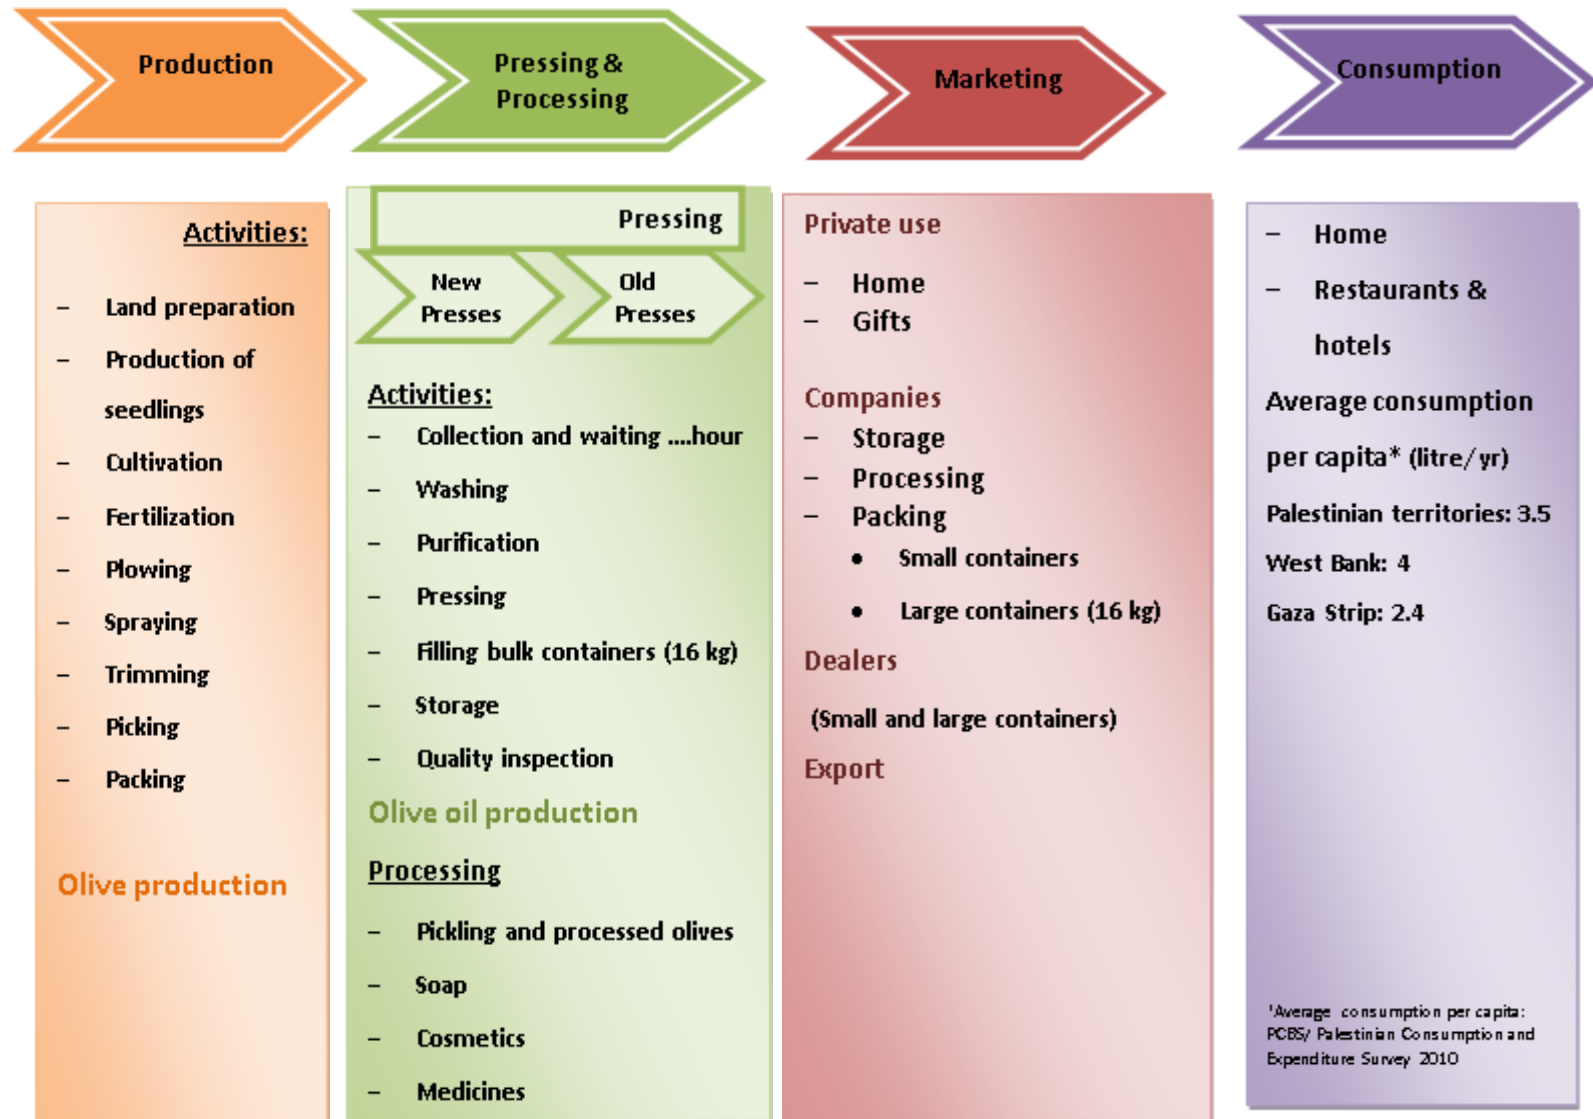 Production
Pressing &
Processing
Marketing
Consumption
Activities:
– Land preparation
– Production of
seedlings
– Cultivation
– Fertilization
– Plowing
– Spraying
– Trimming
– Picking
– Packing
Olive production
Pressing
New
Presses
Old
Presses
Activities:
– Collection and waiting ....hour
– Washing
– Purification
– Pressing
– Filling bulk containers (16 kg)
– Storage
– Quality inspection
Olive oil production
Processing
– Pickling and processed olives
– Soap
– Cosmetics
– Medicines
Private use
– Home
– Gifts
Companies
– Storage
– Processing
– Packing
• Small containers
• Large containers (16 kg)
Dealers
(Small and large containers)
Export
– Home
– Restaurants &
hotels
Average consumption
per capita* (litre/yr)
Palestinian territories: 3.5
West Bank: 4
Gaza Strip: 2.4
*Average consumption per capita:
PCBS/ Palestinian Consumption and
Expenditure Survey 2010